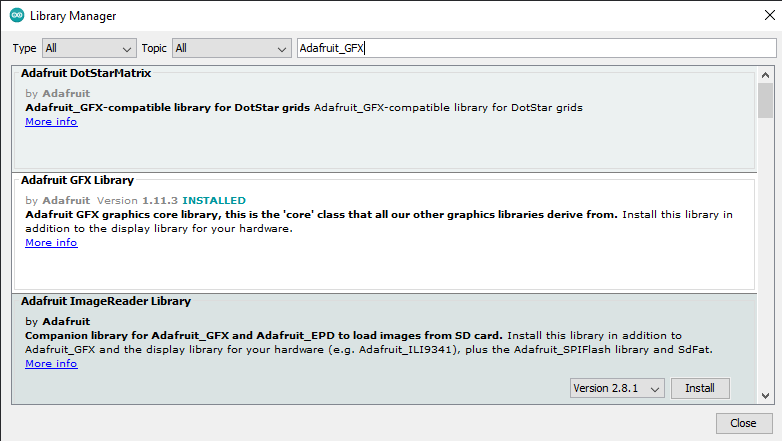 Library Manager
Type All Topic All Adafruit_GFX
Adafruit DotStarMatrix
by Adafruit
Adafruit_GFX-compatible library for DotStar grids Adafruit_GFX-compatible library for DotStar grids
More info
Adafruit GFX Library
by Adafruit Version 1.11.3 INSTALLED
Adafruit GFX graphics core library, this is the 'core' class that all our other graphics libraries derive from. Install this library in
addition to the display library for your hardware.
More info
Adafruit ImageReader Library
by Adafruit
Companion library for Adafruit_GFX and Adafruit_EPD to load images from SD card. Install this library in addition to
Adafruit_GFX and the display library for your hardware (e.g. Adafruit_ILI9341), plus the Adafruit_SPIFlash library and SdFat.
More info
Version 2.8.1 Install
Close